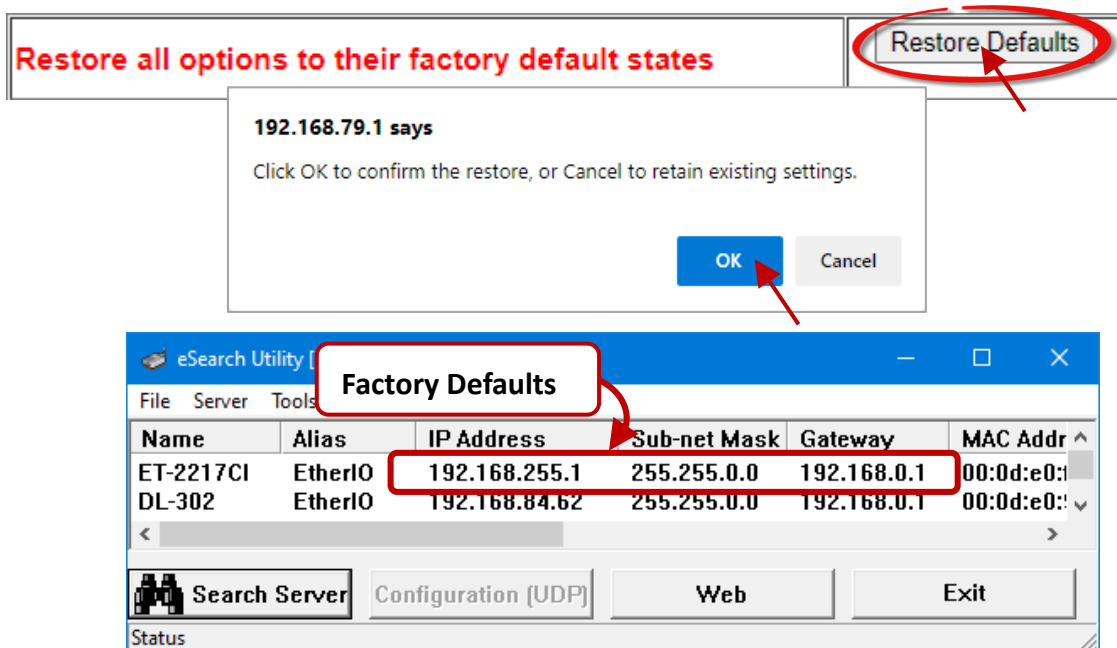 Restore all options to their factory default states
Restore Defaults
192.168.79.1 says
Click OK to confirm the restore, or Cancel to retain existing settings.
OK Cancel
eSearch Utility [
Factory Defaults
File Server Tools
Name Alias IP Address Sub-net Mask Gateway MAC Addr
ET-2217CI EtherIO 192.168.255.1 255.255.0.0 192.168.0.1 00:0d:e0:
DL-302 EtherIO 192.168.84.62 255.255.0.0 192.168.0.1 00:0d:e0:
Search Server Configuration (UDP) Web Exit
Status